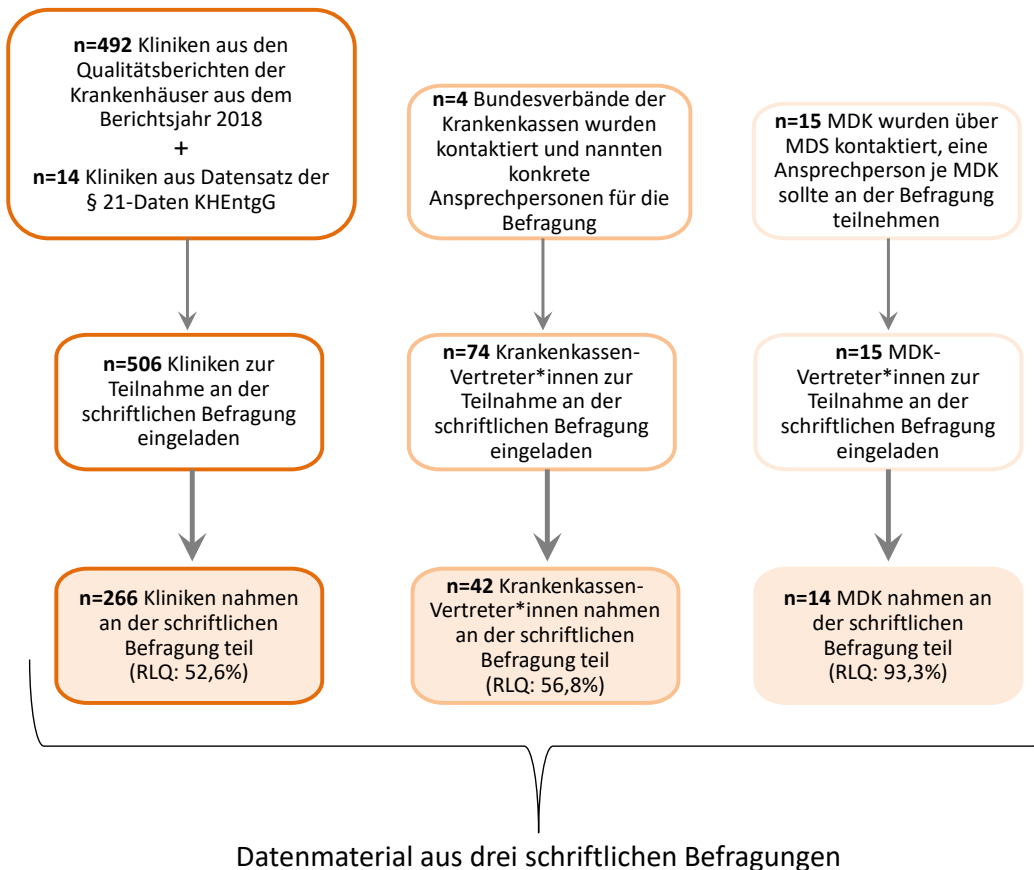 n=492 Kliniken aus den
Qualitätsberichten der
Krankenhäuser aus dem
Berichtsjahr 2018
+
n=14 Kliniken aus Datensatz der
§ 21-Daten KHEntgG
n=4 Bundesverbände der
Krankenkassen wurden
kontaktiert und nannten
konkrete
Ansprechpersonen für die
Befragung
n=15 MDK wurden über
MDS kontaktiert, eine
Ansprechperson je MDK
sollte an der Befragung
teilnehmen
n=506 Kliniken zur
Teilnahme an der
schriftlichen Befragung
eingeladen
n=74 Krankenkassen-
Vertreter*innen zur
Teilnahme an der
schriftlichen Befragung
eingeladen
n=15 MDK-
Vertreter*innen zur
Teilnahme an der
schriftlichen Befragung
eingeladen
n=266 Kliniken nahmen
an der schriftlichen
Befragung teil
(RLQ: 52,6%)
n=42 Krankenkassen-
Vertreter*innen nahmen
an der schriftlichen
Befragung teil
(RLQ: 56,8%)
n=14 MDK nahmen an
der schriftlichen
Befragung teil
(RLQ: 93,3%)
Datenmaterial aus drei schriftlichen Befragungen